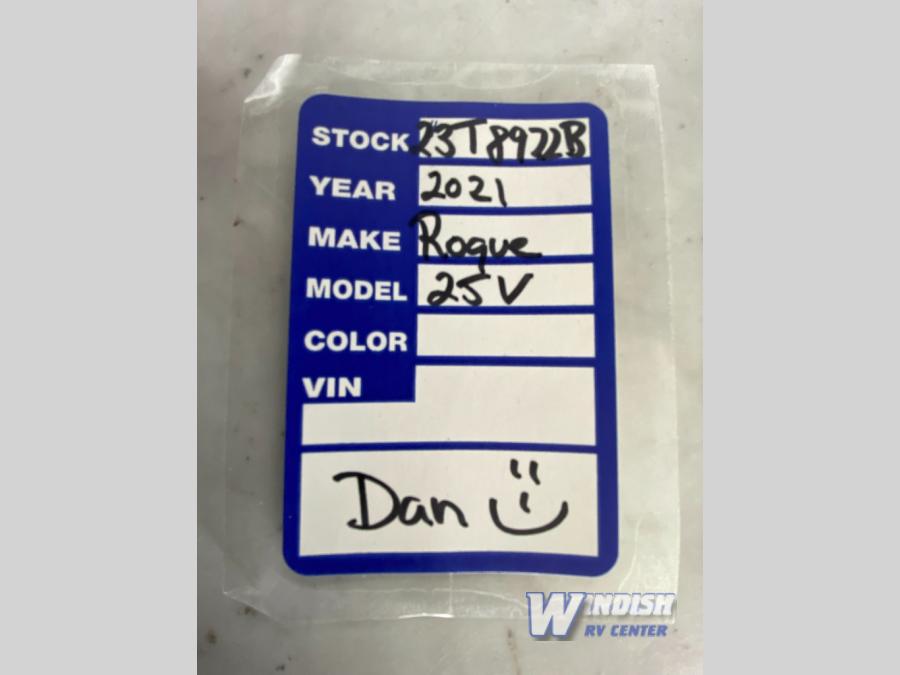 STOCK 23T8922B
YEAR 2021
MAKE Rogue
MODEL 25V
COLOR
VIN
Dan
WINDISH
RV CENTER